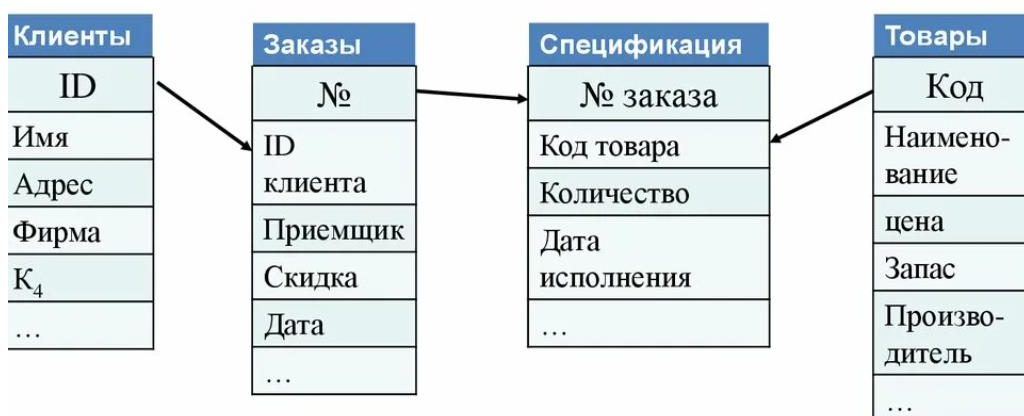 Клиенты
ID
Имя
Адрес
Фирма
К4
...
Заказы
№
ID
клиента
Приемщик
Скидка
Дата
...
Спецификация
№ заказа
Код товара
Количество
Дата
исполнения
...
Товары
Код
Наимено-
вание
цена
Запас
Произво-
дитель
...